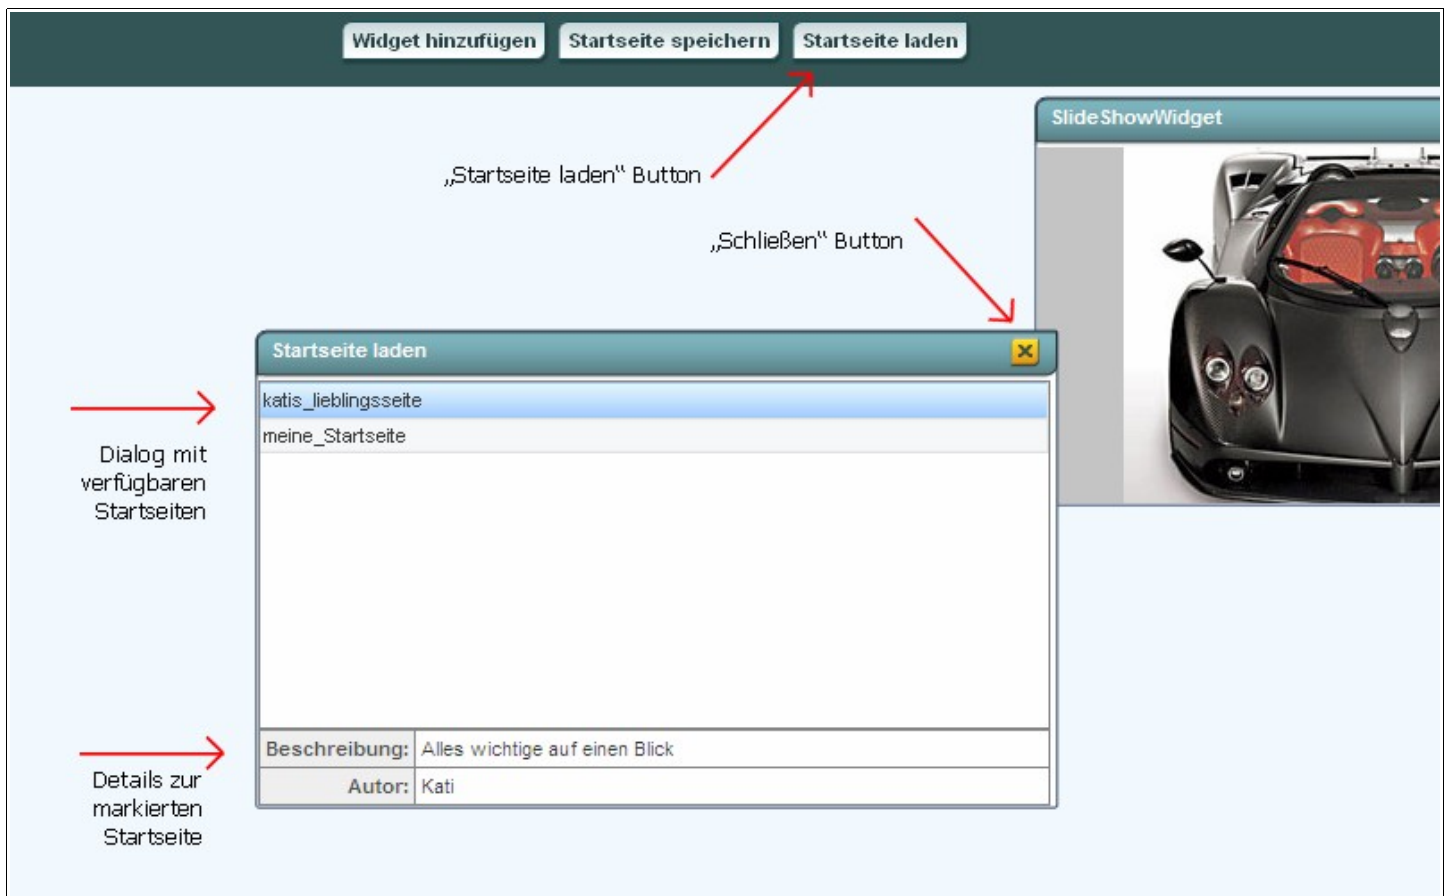 Widget hinzufügen Startseite speichern Startseite laden
SlideShowWidget
„Startseite laden“ Button
„Schließen“ Button
Startseite laden
katis_lieblingsseite
meine_Startseite
Dialog mit
verfügbaren
Startseiten
Beschreibung: Alles wichtige auf einen Blick
Autor: Kati
Details zur
markierten
Startseite